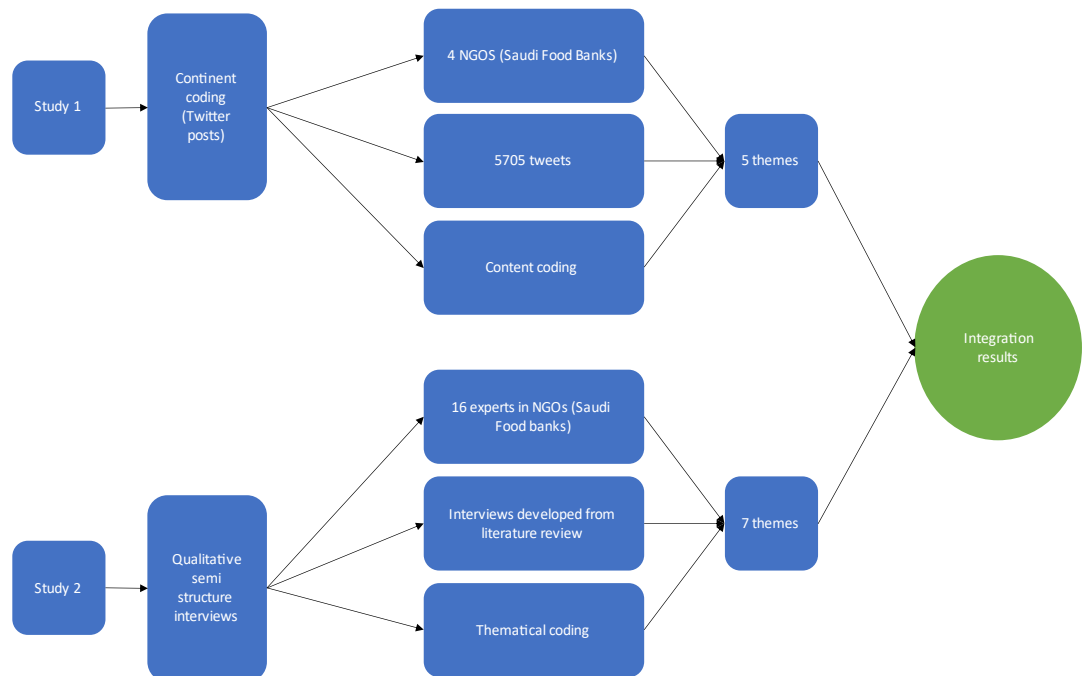 Study 1
Continent
coding
(Twitter
posts)
4 NGOS (Saudi Food Banks)
5705 tweets
Content coding
5 themes
Integration
results
Study 2
Qualitative
semi
structure
interviews
16 experts in NGOs (Saudi
Food banks)
Interviews developed from
literature review
Thematical coding
7 themes